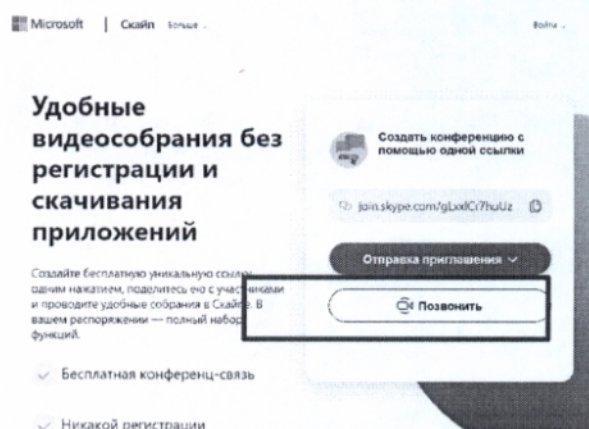 Microsoft | Скайп Больше
Войти
Удобные
видеособрания без
регистрации и
скачивания
приложений
Создайте бесплатную уникальную ссылку
одним нажатием, поделитесь ею с участниками
и проводите удобные собрания в Скайпе. В
вашем распоряжении — полный набор
функций.
Бесплатная конференц-связь
Никакой регистрации
Создать конференцию с
помощью одной ссылки
join.skype.com/
Отправка приглашения
Позвонить